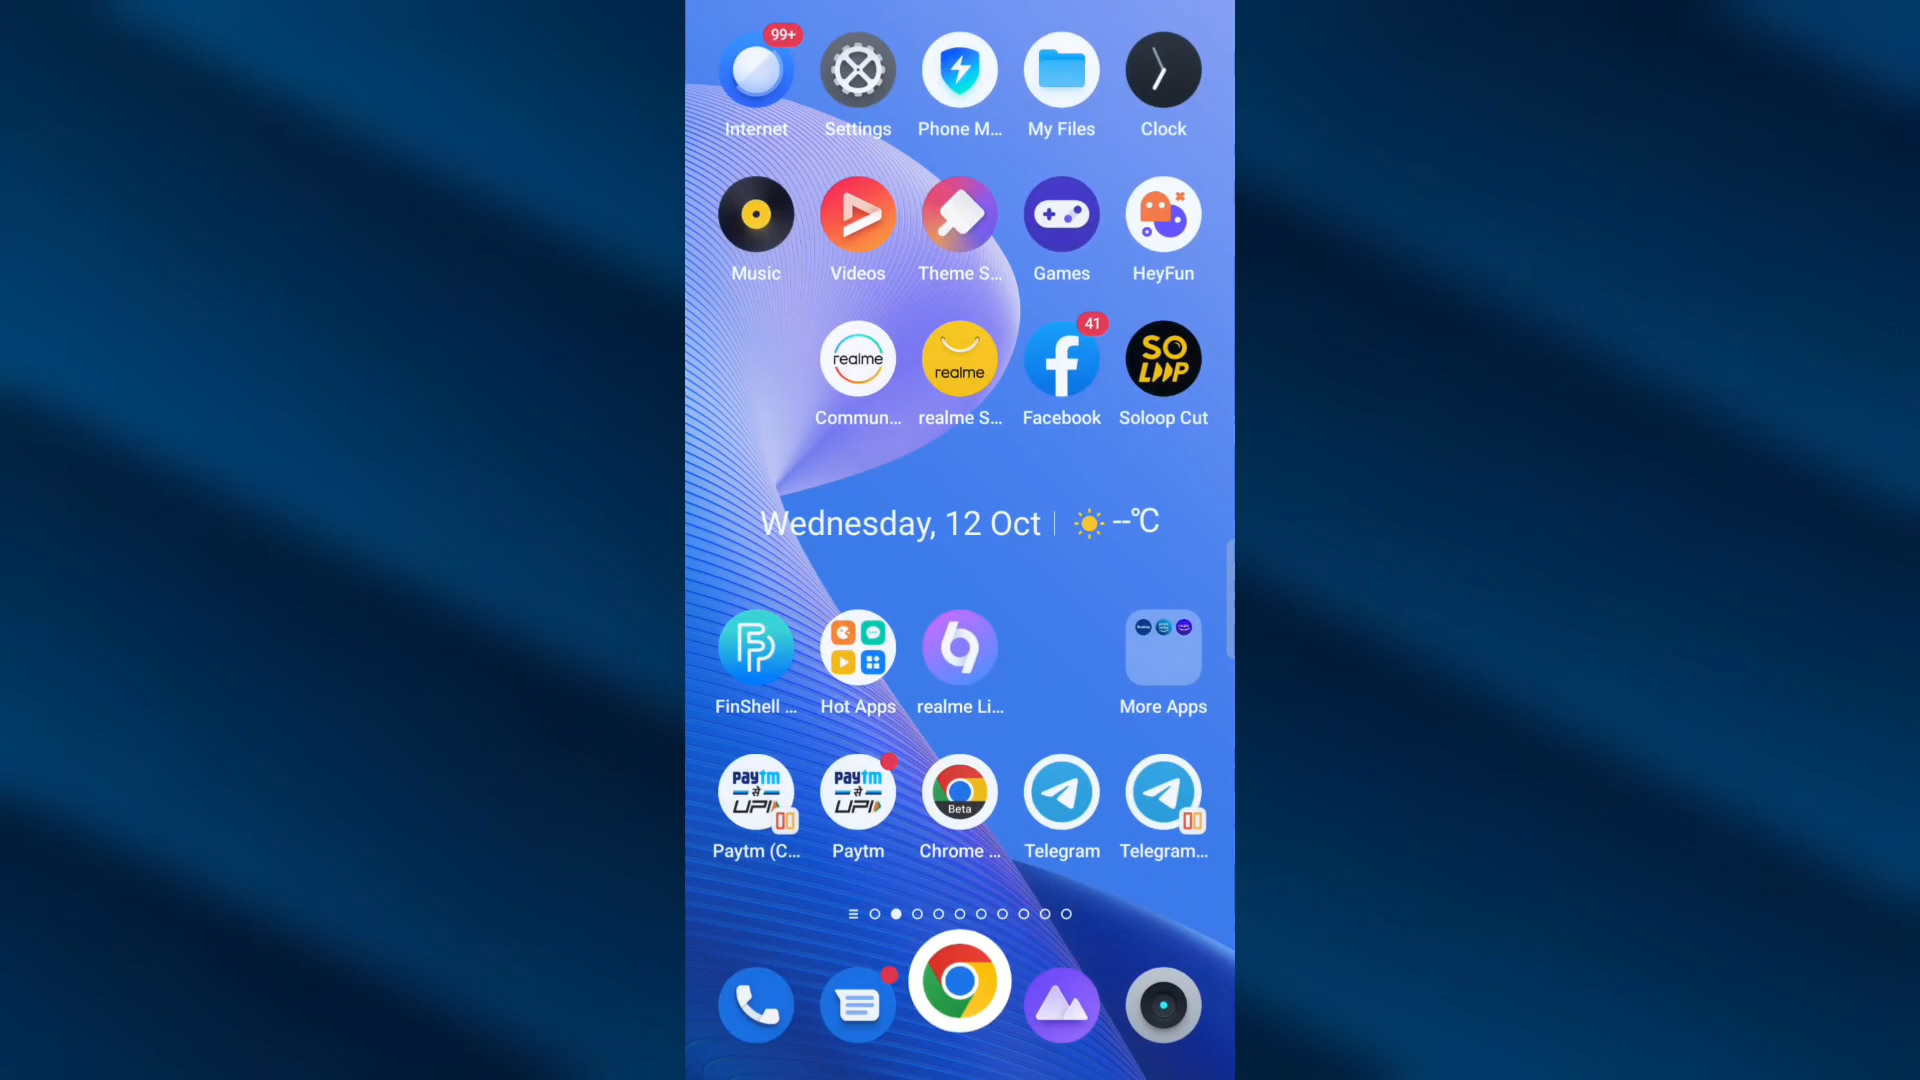 99+
Internet
Settings
Phone M...
My Files
Clock
Music
Videos
Theme S...
Games
HeyFun
realme
realme
41
SO
LOOP
Commun...
realme S...
Facebook
Soloop Cut
Wednesday, 12 Oct
--°C
FinShell ...
Hot Apps
realme Li...
More Apps
paytm
से
UPI
paytm
से
UPI
Beta
Paytm (C...
Paytm
Chrome ...
Telegram
Telegram...